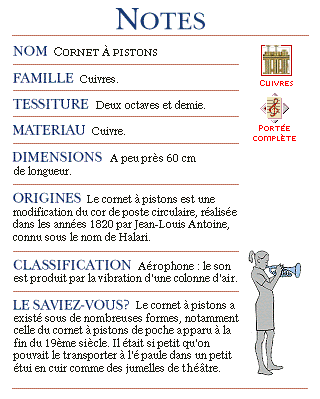 NOTES
NOM CORNET À PISTONS
CUIVRES
FAMILLE Cuivres.
TESSITURE Deux octaves et demie.
PORTÉE
COMPLÈTE
MATERIAU Cuivre.
DIMENSIONS A peu près 60 cm
de longueur.
ORIGINES Le cornet à pistons est une
modification du cor de poste circulaire, réalisée
dans les années 1820 par Jean-Louis Antoine,
connu sous le nom de Halari.
CLASSIFICATION Aérophone : le son
est produit par la vibration d'une colonne d'air.
LE SAVIEZ-VOUS? Le cornet à pistons a
existé sous de nombreuses formes, notamment
celle du cornet à pistons de poche apparu à la
fin du 19ème siècle. Il était si petit qu'on
pouvait le transporter à l'é paule dans un petit
étui en cuir comme des jumelles de théâtre.